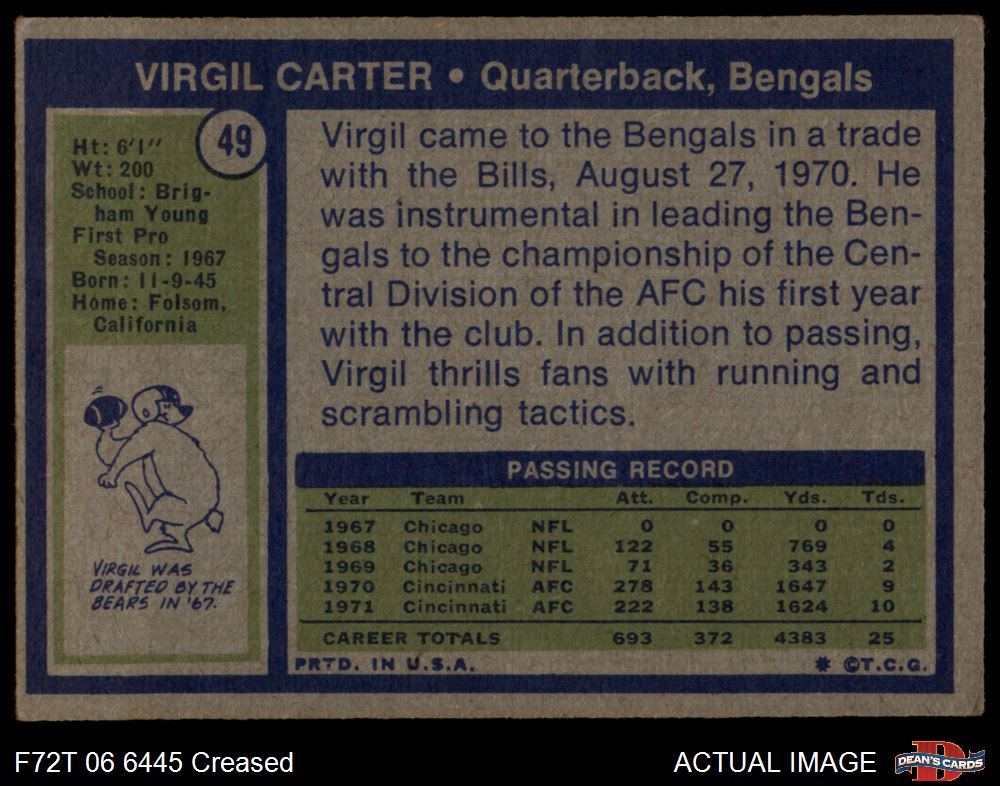 VIRGIL CARTER • Quarterback, Bengals
49
Ht: 6'1"
Wt: 200
School: Brig-
ham Young
First Pro
Season: 1967
Born: 11-9-45
Home: Folsom,
California
VIRGIL WAS
DRAFTED BY THE
BEARS IN '67.
Virgil came to the Bengals in a trade
with the Bills, August 27, 1970. He
was instrumental in leading the Ben-
gals to the championship of the Cen-
tral Division of the AFC his first year
with the club. In addition to passing,
Virgil thrills fans with running and
scrambling tactics.
PASSING RECORD
Year Team Att. Comp. Yds. Tds.
1967 Chicago NFL 0 0 0 0
1968 Chicago NFL 122 55 769 4
1969 Chicago NFL 71 36 343 2
1970 Cincinnati AFC 278 143 1647 9
1971 Cincinnati AFC 222 138 1624 10
CAREER TOTALS 693 372 4383 25
PRTD. IN U.S.A. * ©T.C.G.
F72T 06 6445 Creased ACTUAL IMAGE
D
DEAN'S CARDS